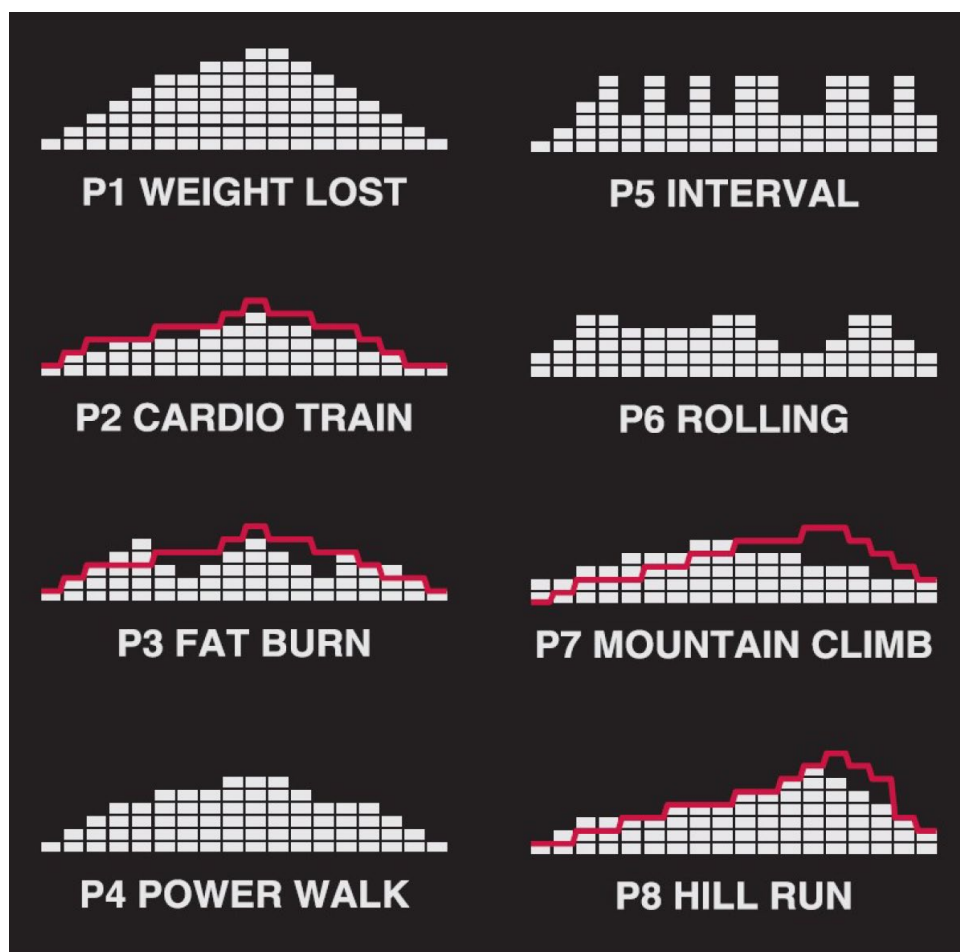 P1 WEIGHT LOST
P5 INTERVAL
P2 CARDIO TRAIN
P6 ROLLING
P3 FAT BURN
P7 MOUNTAIN CLIMB
P4 POWER WALK
P8 HILL RUN